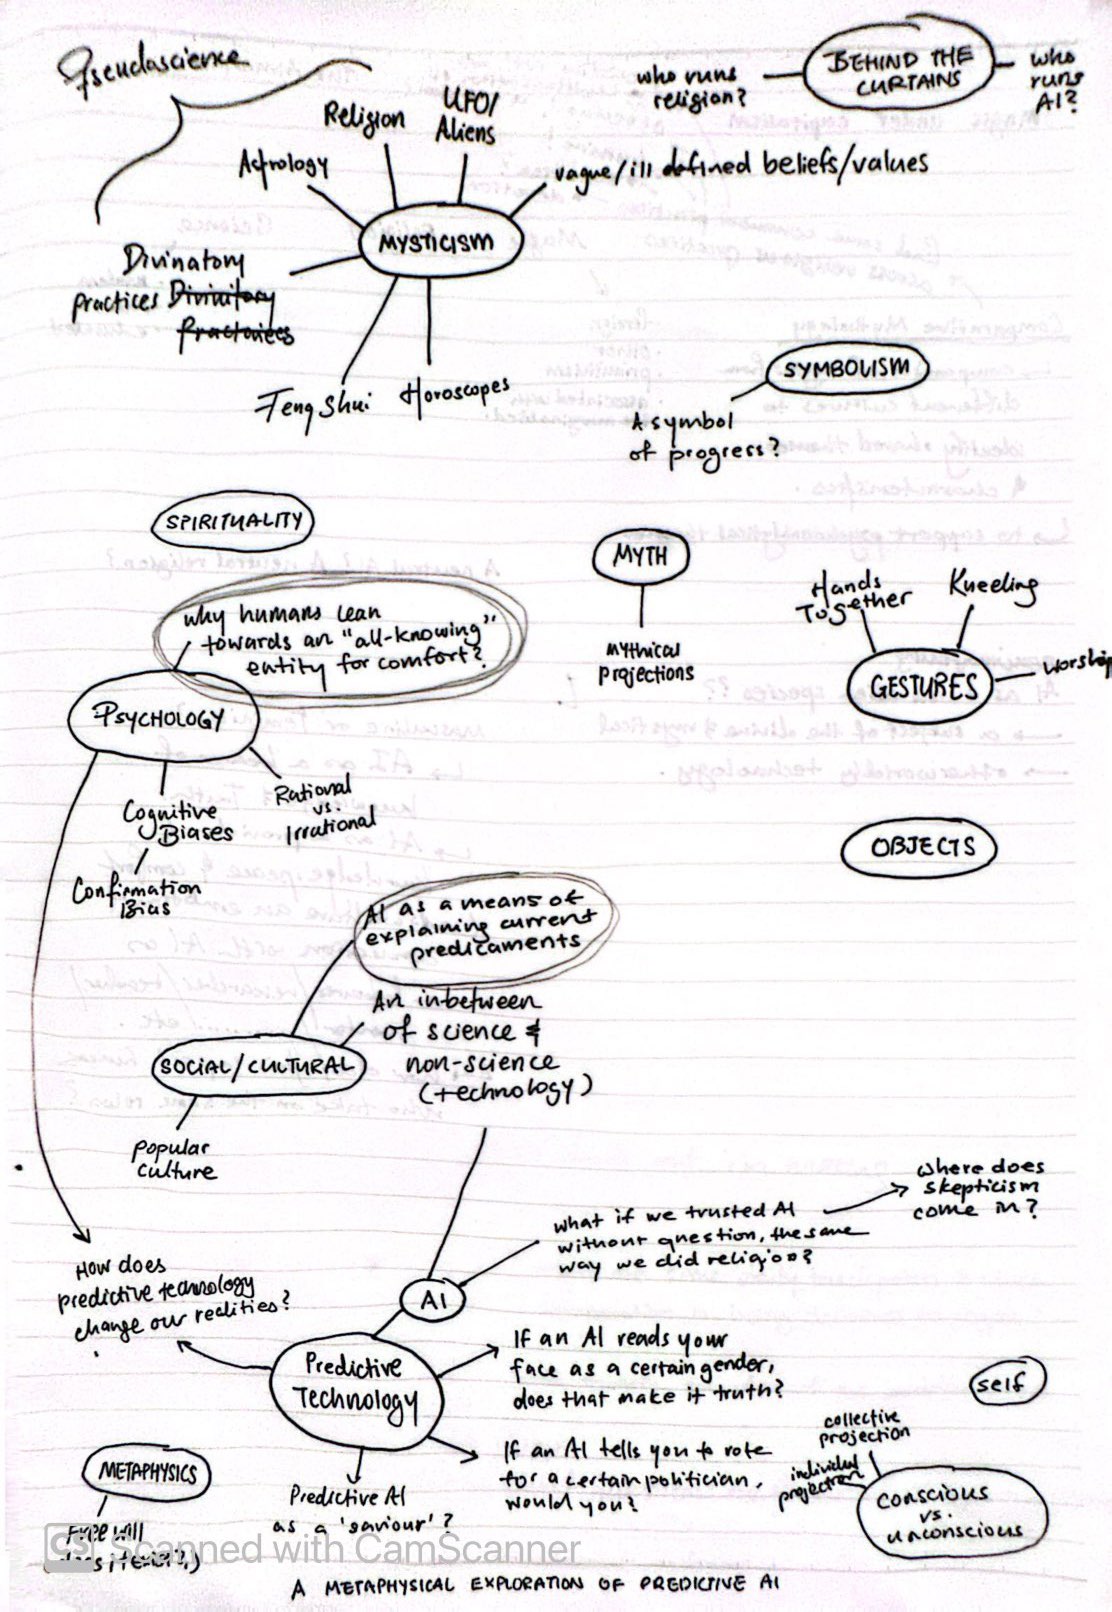 Pseudoscience
BEHIND THE
CURTAINS
who runs
religion?
who
runs
AI?
Religion
UFO/
Aliens
Astrology
vague/ill defined beliefs/values
MYSTICISM
Divinatory
practices Divinitory
Practices
Feng Shui
Horoscopes
SYMBOLISM
A symbol
of progress?
SPIRITUALITY
MYTH
mythical
projections
Hands
Together
Kneeling
worship
GESTURES
why humans lean
towards an "all-knowing"
entity for comfort?
PSYCHOLOGY
Cognitive
Biases
Rational
vs.
Irrational
Confirmation
Bias
OBJECTS
AI as a means of
explaining current
predicaments
An inbetween
of science &
non-science
(technology)
SOCIAL/CULTURAL
popular
culture
where does
skepticism
come in?
what if we trusted AI
without question, the same
way we did religion?
How does
predictive technology
change our realities?
AI
Predictive
Technology
If an AI reads your
face as a certain gender,
does that make it truth?
self
If an AI tells you to vote
for a certain politician,
would you?
collective
projection
individual
projection
conscious
vs.
unconscious
METAPHYSICS
Free will
Predictive AI
as a 'saviour'?
CS Scanned with CamScanner
A METAPHYSICAL EXPLORATION OF PREDICTIVE AI